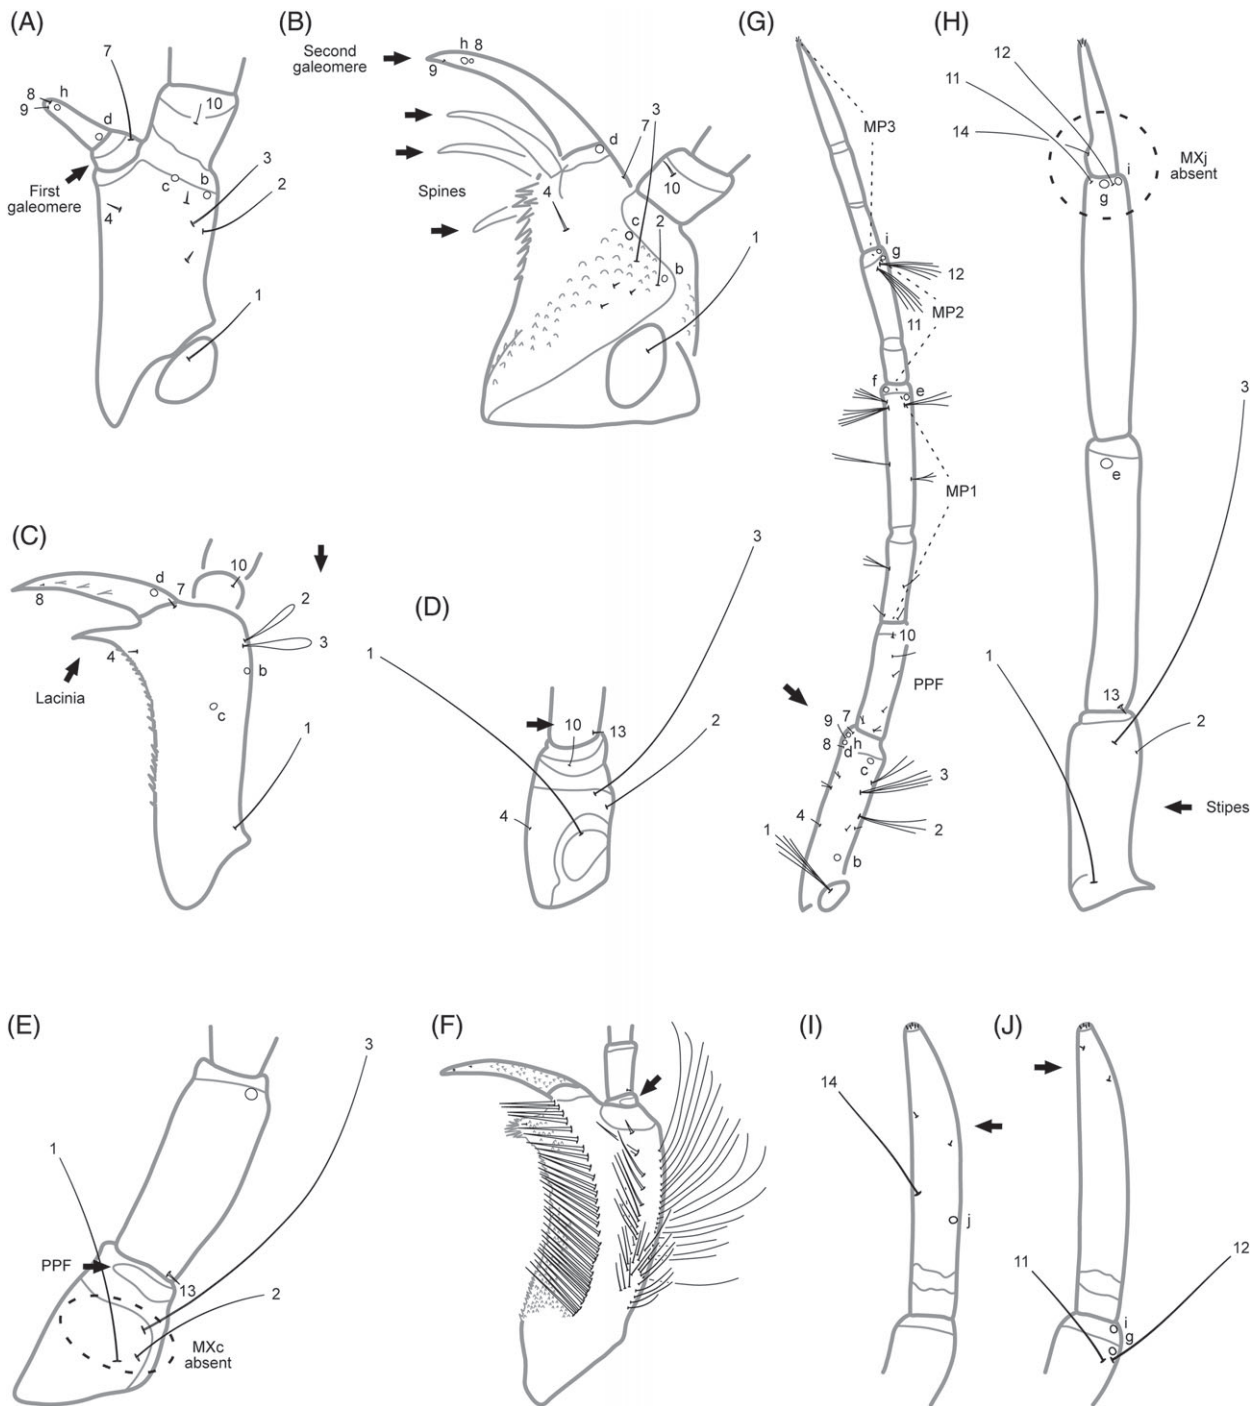 (A)
7
h
8
9
d
10
First
galeomere
3
2
c
b
4
1
(B)
Second
galeomere
h 8
9
3
d
7
10
Spines
4
2
1
c
b
(C)
d
7
10
8
2
3
4
b
Lacinia
c
1
(D)
3
1
10
13
2
4
(G)
MP3
i
g
12
MP2
11
f
e
MP1
10
PPF
9
7
8
h
d
c
3
4
1
2
b
(H)
12
11
14
MXj
absent
g
i
e
3
1
13
2
Stipes
(E)
3
1
PPF
13
2
MXc
absent
(F)
(I)
14
j
(J)
11
12
i
g